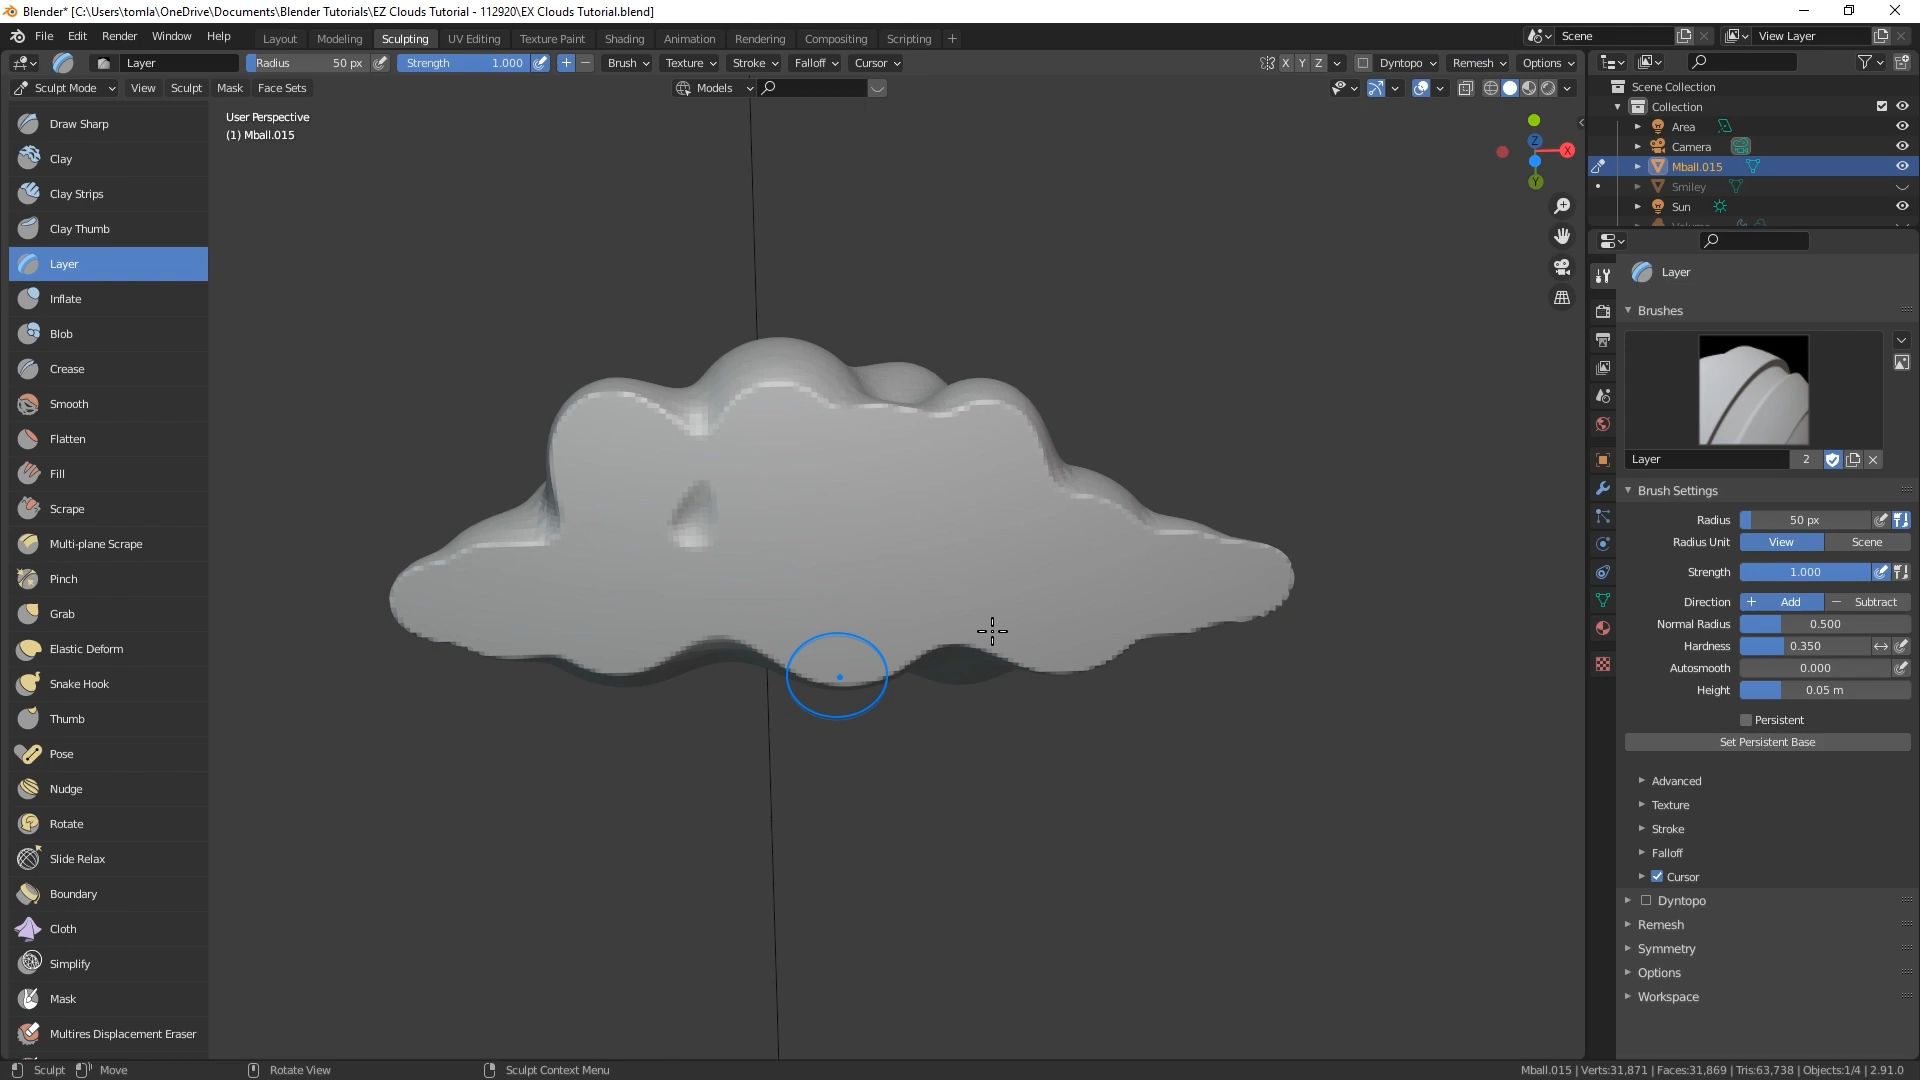 Blender* [C:\Users\tomla\OneDrive\Documents\Blender Tutorials\EZ Clouds Tutorial - 112920\EX Clouds Tutorial.blend]
File Edit Render Window Help Layout Modeling Sculpting UV Editing Texture Paint Shading Animation Rendering Compositing Scripting + Scene View Layer
Layer Radius 50 px Strength 1.000 + - Brush Texture Stroke Falloff Cursor X Y Z Dyntopo Remesh Options
Sculpt Mode View Sculpt Mask Face Sets Models
User Perspective
(1) Mball.015
Draw Sharp
Clay
Clay Strips
Clay Thumb
Layer
Inflate
Blob
Crease
Smooth
Flatten
Fill
Scrape
Multi-plane Scrape
Pinch
Grab
Elastic Deform
Snake Hook
Thumb
Pose
Nudge
Rotate
Slide Relax
Boundary
Cloth
Simplify
Mask
Multires Displacement Eraser
Z X
Y
Scene Collection
Collection
Area
Camera
Mball.015
Smiley
Sun
Layer
Brushes
Layer 2
Brush Settings
Radius 50 px
Radius Unit View Scene
Strength 1.000
Direction + Add - Subtract
Normal Radius 0.500
Hardness 0.350
Autosmooth 0.000
Height 0.05 m
Persistent
Set Persistent Base
Advanced
Texture
Stroke
Falloff
Cursor
Dyntopo
Remesh
Symmetry
Options
Workspace
Sculpt Move Rotate View Sculpt Context Menu Mball.015 | Verts:31,871 | Faces:31,869 | Tris:63,738 | Objects:1/4 | 2.91.0